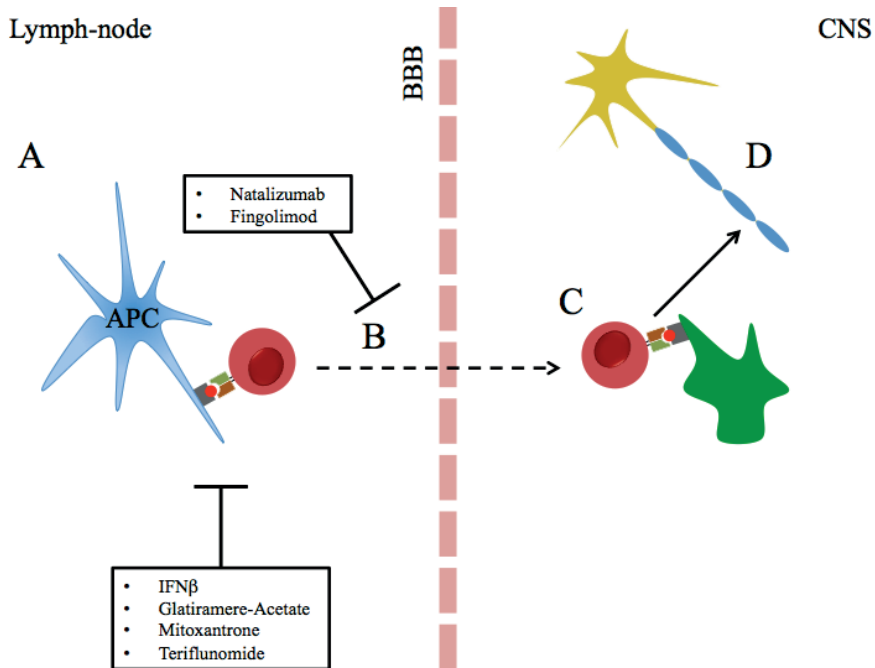 Lymph-node
CNS
BBB
A
• Natalizumab
• Fingolimod
D
APC
B
C
• IFNβ
• Glatiramere-Acetate
• Mitoxantrone
• Teriflunomide